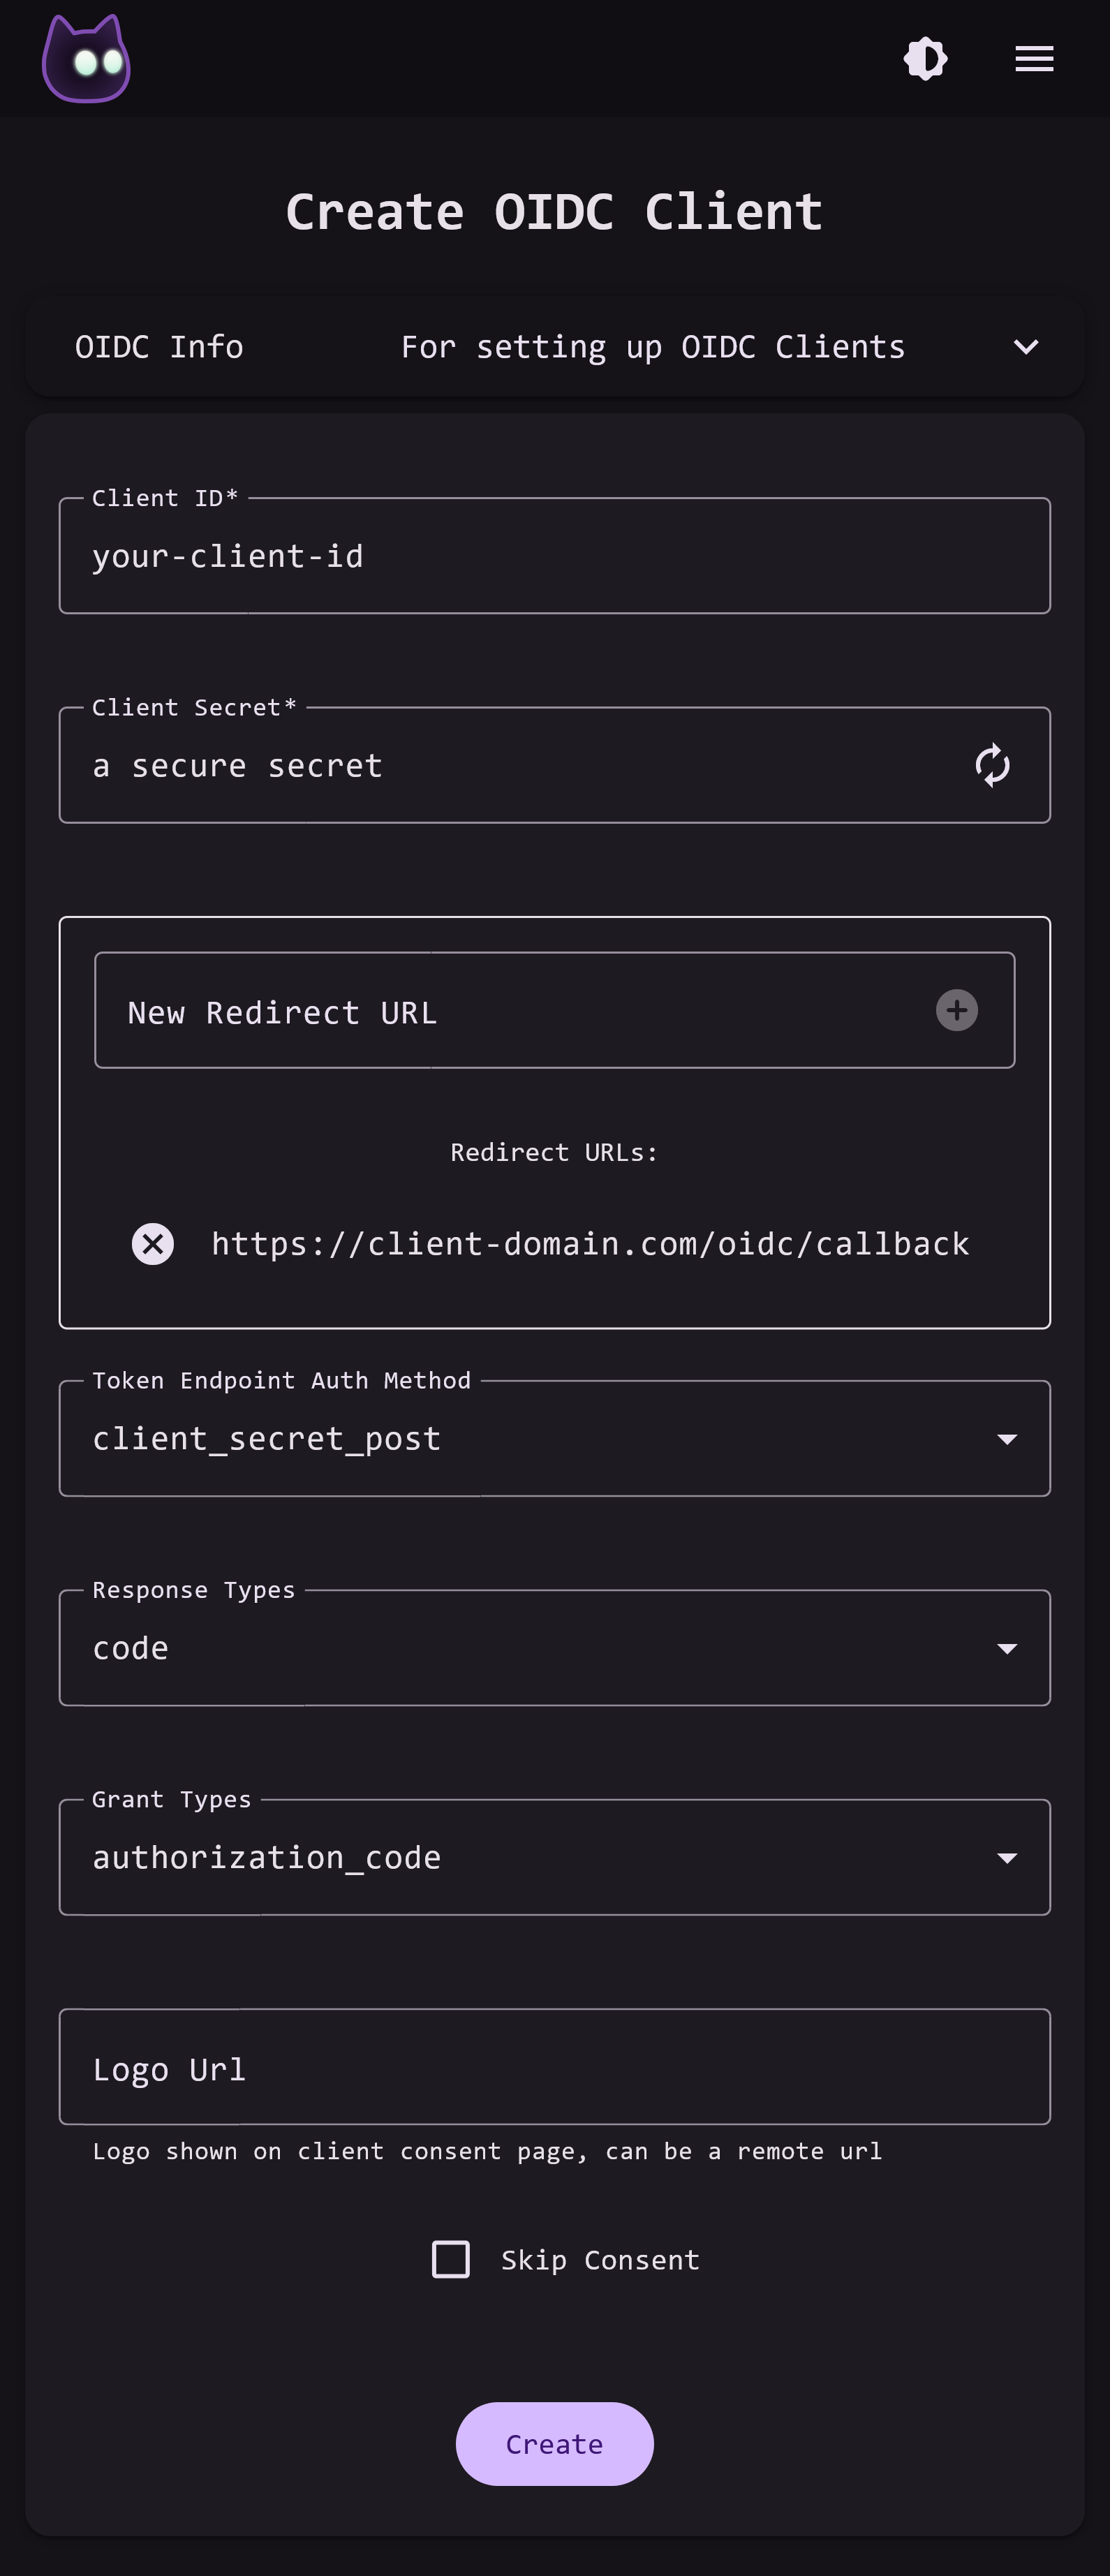 Create OIDC Client
OIDC Info For setting up OIDC Clients
Client ID*
your-client-id
Client Secret*
a secure secret
New Redirect URL
Redirect URLs:
https://client-domain.com/oidc/callback
Token Endpoint Auth Method
client_secret_post
Response Types
code
Grant Types
authorization_code
Logo Url
Logo shown on client consent page, can be a remote url
Skip Consent
Create